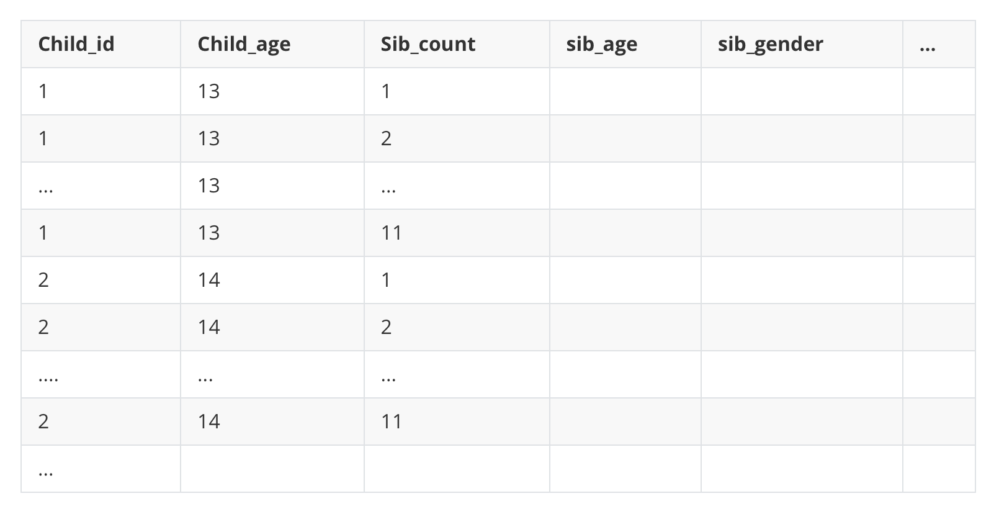 Child_id Child_age Sib_count sib_age sib_gender ...
1 13 1
1 13 2
... 13 ...
1 13 11
2 14 1
2 14 2
.... ... ...
2 14 11
...